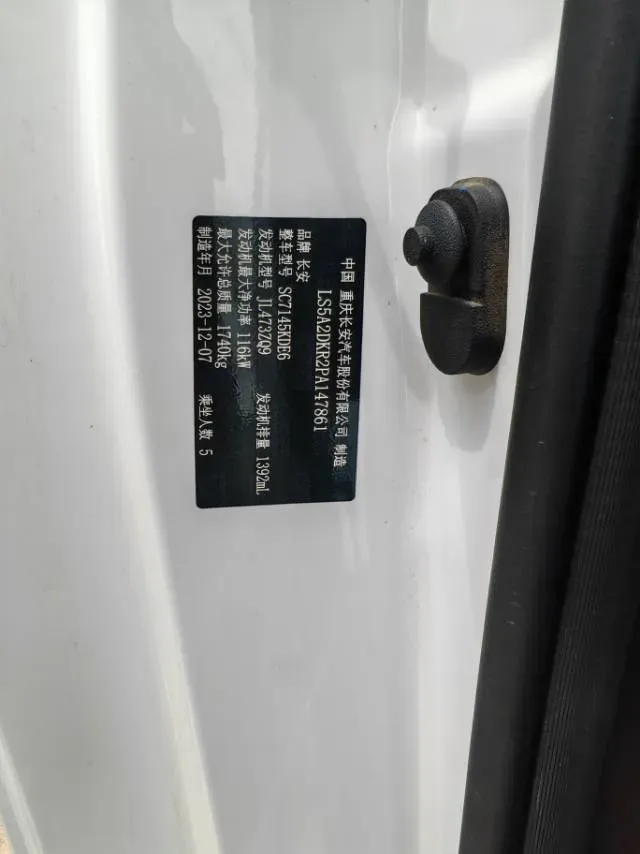 中国 重庆长安汽车股份有限公司 制造
LS5A2DKR2PA147861
品牌 长安
整车型号 SC7145KDE6
发动机型号 JL473ZQ9 发动机排量 1392mL
发动机最大净功率 116kW
最大允许总质量 1740kg
制造年月 2023-12-07 乘坐人数 5